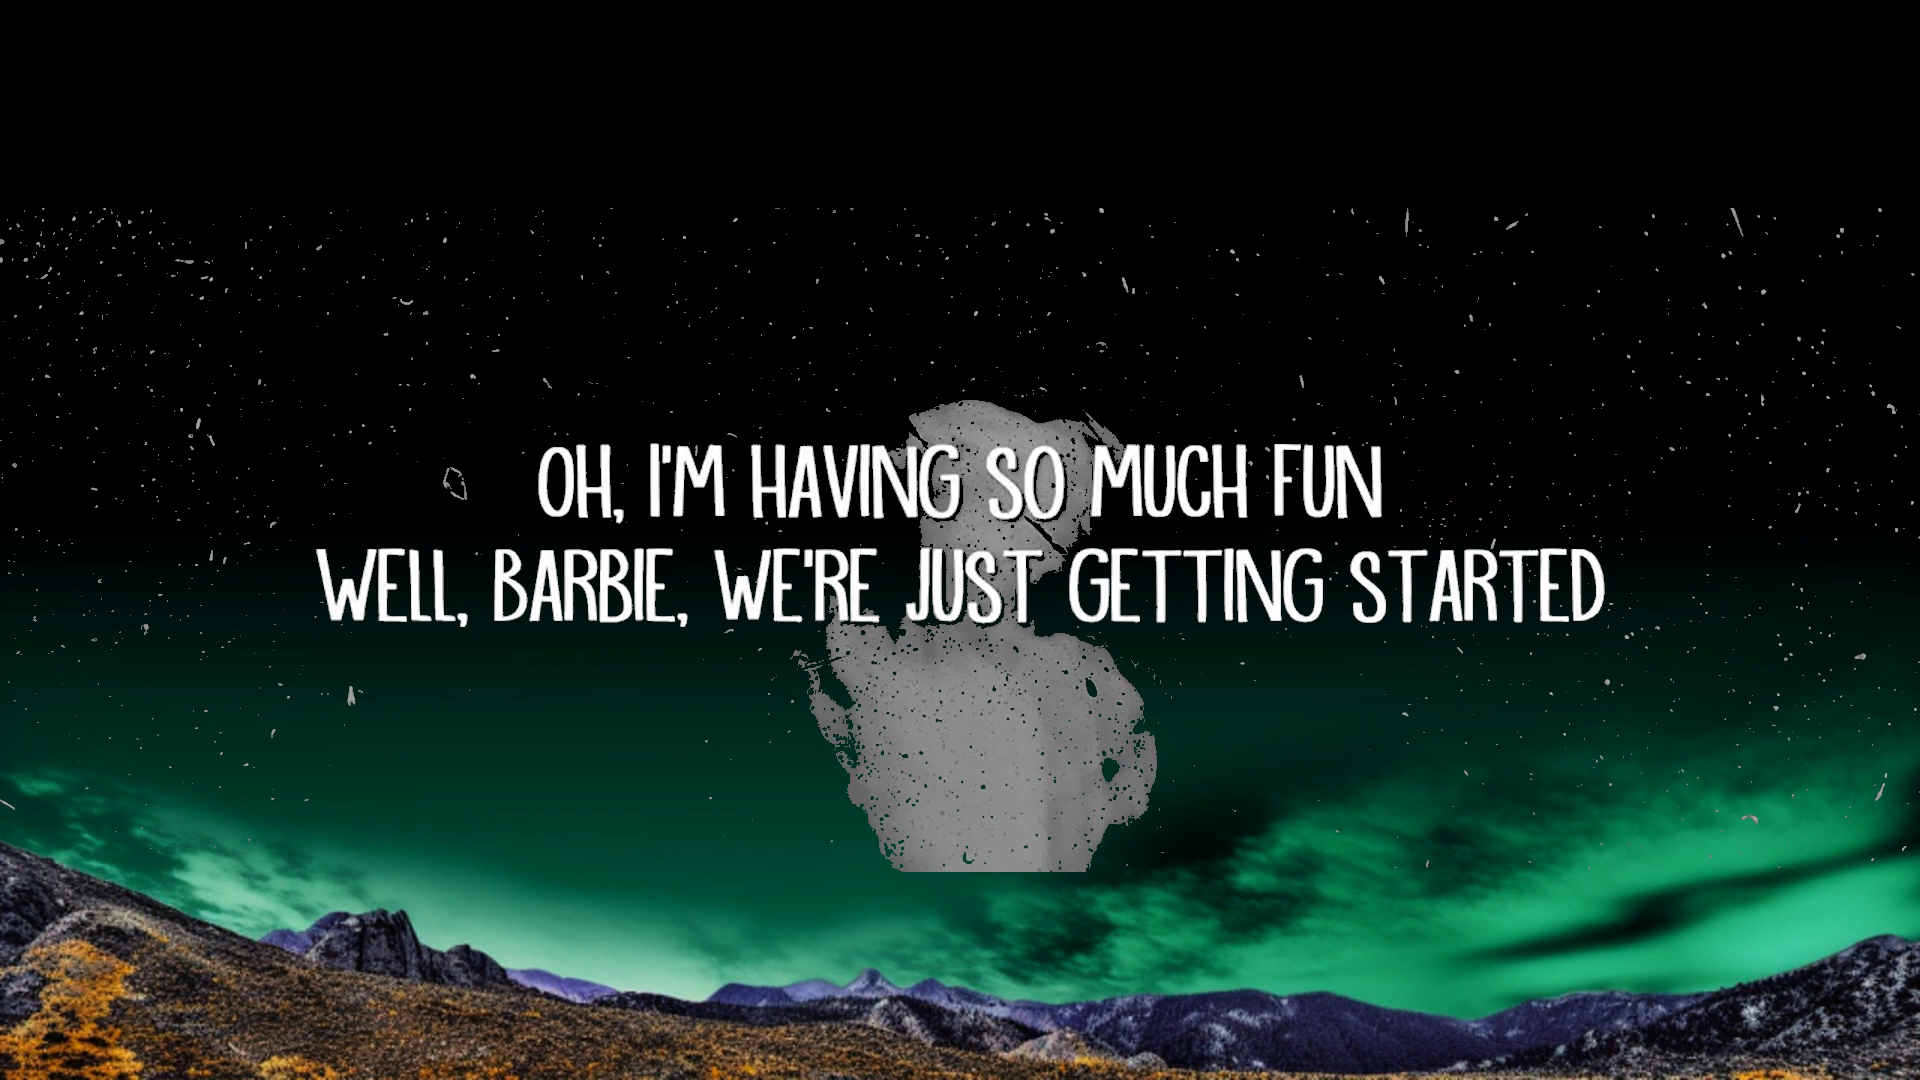 OH, I'M HAVING SO MUCH FUN
WELL, BARBIE, WE'RE JUST GETTING STARTED